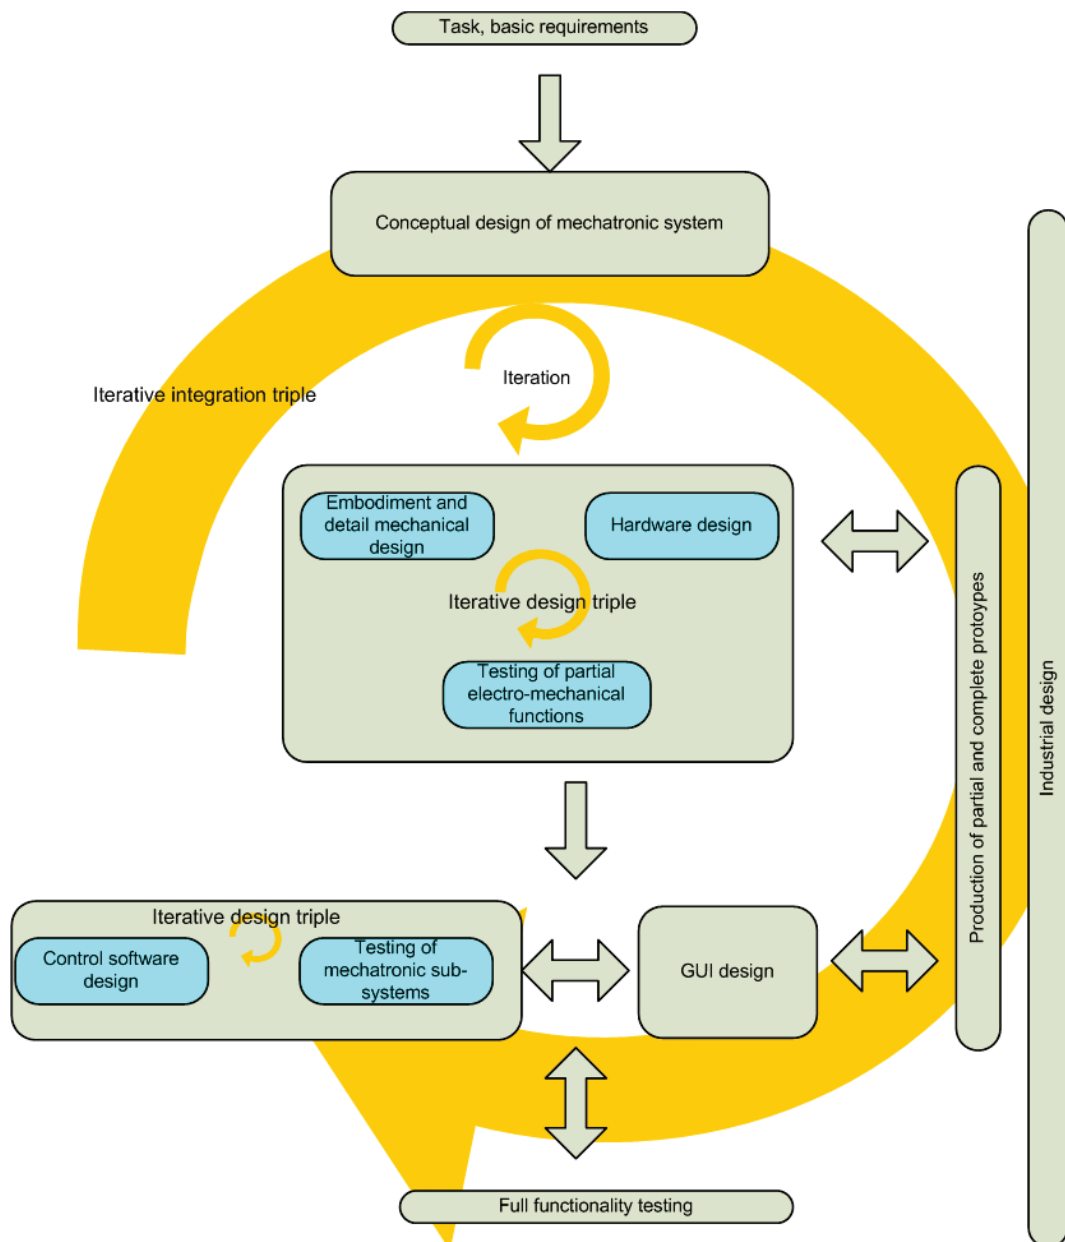 Task, basic requirements
Conceptual design of mechatronic system
Iterative integration triple
Iteration
Embodiment and
detail mechanical
design
Hardware design
Iterative design triple
Testing of partial
electro-mechanical
functions
Production of partial and complete protoypes
Industrial design
Iterative design triple
Control software
design
Testing of
mechatronic sub-
systems
GUI design
Full functionality testing